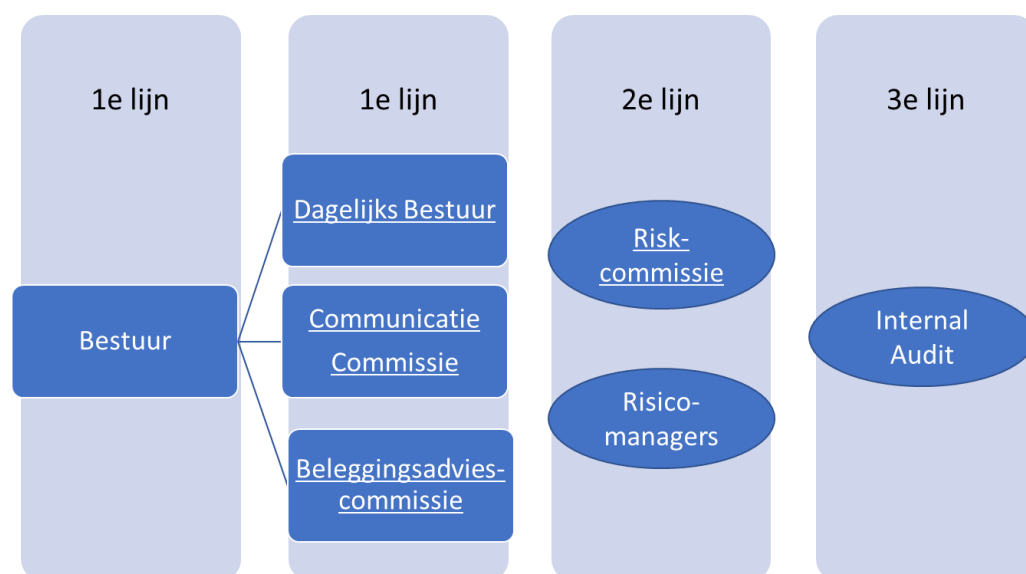 1e lijn
1e lijn
2e lijn
3e lijn
Bestuur
Dagelijks Bestuur
Communicatie
Commissie
Beleggingsadvies-
commissie
Risk-
commissie
Risico-
managers
Internal
Audit